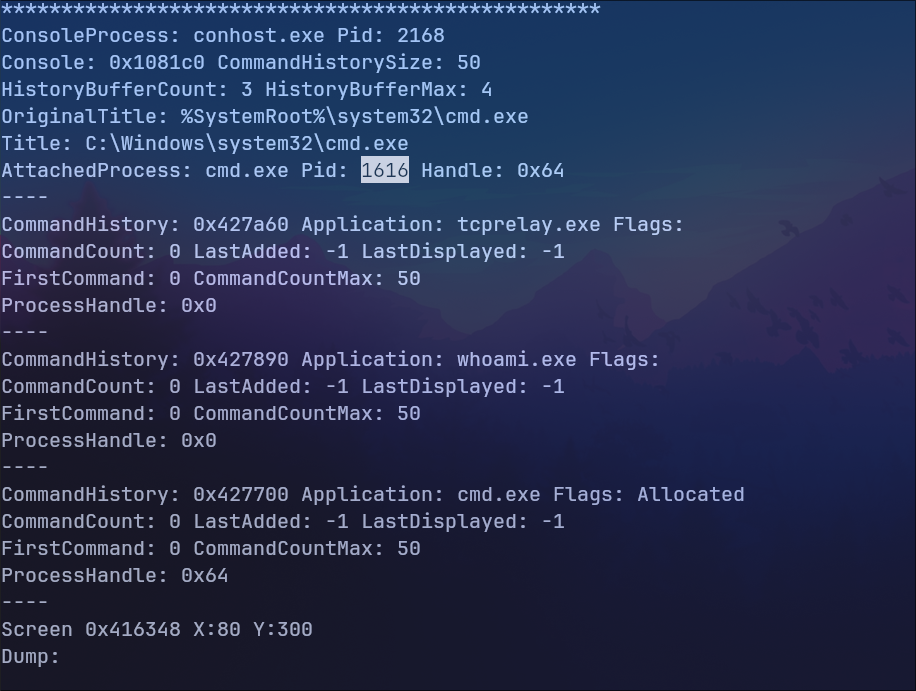 **************************************************
ConsoleProcess: conhost.exe Pid: 2168
Console: 0x1081c0 CommandHistorySize: 50
HistoryBufferCount: 3 HistoryBufferMax: 4
OriginalTitle: %SystemRoot%\system32\cmd.exe
Title: C:\Windows\system32\cmd.exe
AttachedProcess: cmd.exe Pid: 1616 Handle: 0x64
----
CommandHistory: 0x427a60 Application: tcprelay.exe Flags:
CommandCount: 0 LastAdded: -1 LastDisplayed: -1
FirstCommand: 0 CommandCountMax: 50
ProcessHandle: 0x0
----
CommandHistory: 0x427890 Application: whoami.exe Flags:
CommandCount: 0 LastAdded: -1 LastDisplayed: -1
FirstCommand: 0 CommandCountMax: 50
ProcessHandle: 0x0
----
CommandHistory: 0x427700 Application: cmd.exe Flags: Allocated
CommandCount: 0 LastAdded: -1 LastDisplayed: -1
FirstCommand: 0 CommandCountMax: 50
ProcessHandle: 0x64
----
Screen 0x416348 X:80 Y:300
Dump: